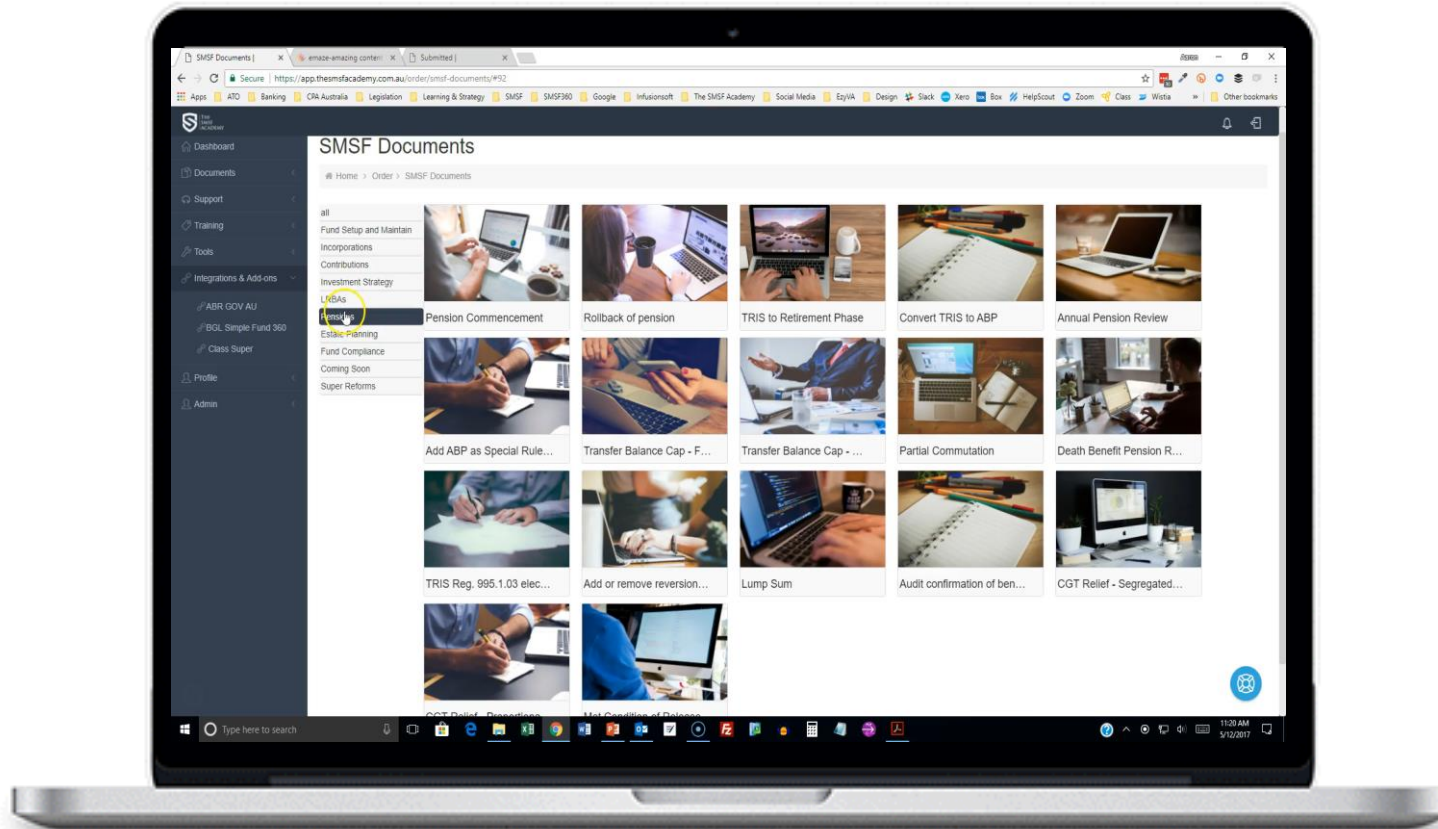 SMSF Documents |
emaze-amazing content
Submitted |
Secure | https://app.thesmsfacademy.com.au/order/smsf-documents/#92
Apps ATO Banking CPA Australia Legislation Learning & Strategy SMSF SMSF360 Google Infusionsoft The SMSF Academy Social Media EzyVA Design Slack Xero Box HelpScout Zoom Class Wistia » Other bookmarks
THE SMSF ACADEMY
Dashboard
Documents
Support
Training
Tools
Integrations & Add-ons
ABR GOV AU
BGL Simple Fund 360
Class Super
Profile
Admin
SMSF Documents
Home > Order > SMSF Documents
all
Fund Setup and Maintain
Incorporations
Contributions
Investment Strategy
LRBAs
Pensions
Estate Planning
Fund Compliance
Coming Soon
Super Reforms
Pension Commencement
Rollback of pension
TRIS to Retirement Phase
Convert TRIS to ABP
Annual Pension Review
Add ABP as Special Rule...
Transfer Balance Cap - F...
Transfer Balance Cap - ...
Partial Commutation
Death Benefit Pension R...
TRIS Reg. 995.1.03 elec...
Add or remove reversion...
Lump Sum
Audit confirmation of ben...
CGT Relief - Segregated...
CGT Relief - Proportiona...
Met Condition of Release
Type here to search
11:20 AM
5/12/2017